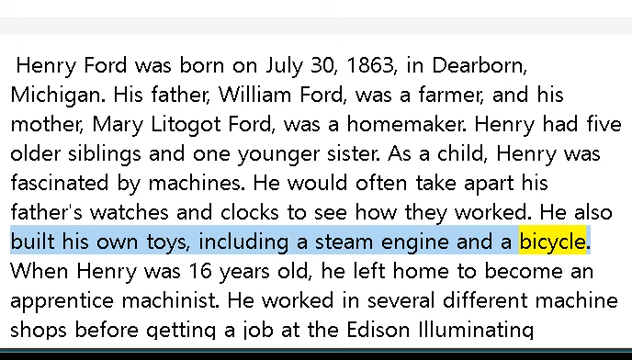 Henry Ford was born on July 30, 1863, in Dearborn,
Michigan. His father, William Ford, was a farmer, and his
mother, Mary Litogot Ford, was a homemaker. Henry had five
older siblings and one younger sister. As a child, Henry was
fascinated by machines. He would often take apart his
father's watches and clocks to see how they worked. He also
built his own toys, including a steam engine and a bicycle.
When Henry was 16 years old, he left home to become an
apprentice machinist. He worked in several different machine
shops before getting a job at the Edison Illuminating